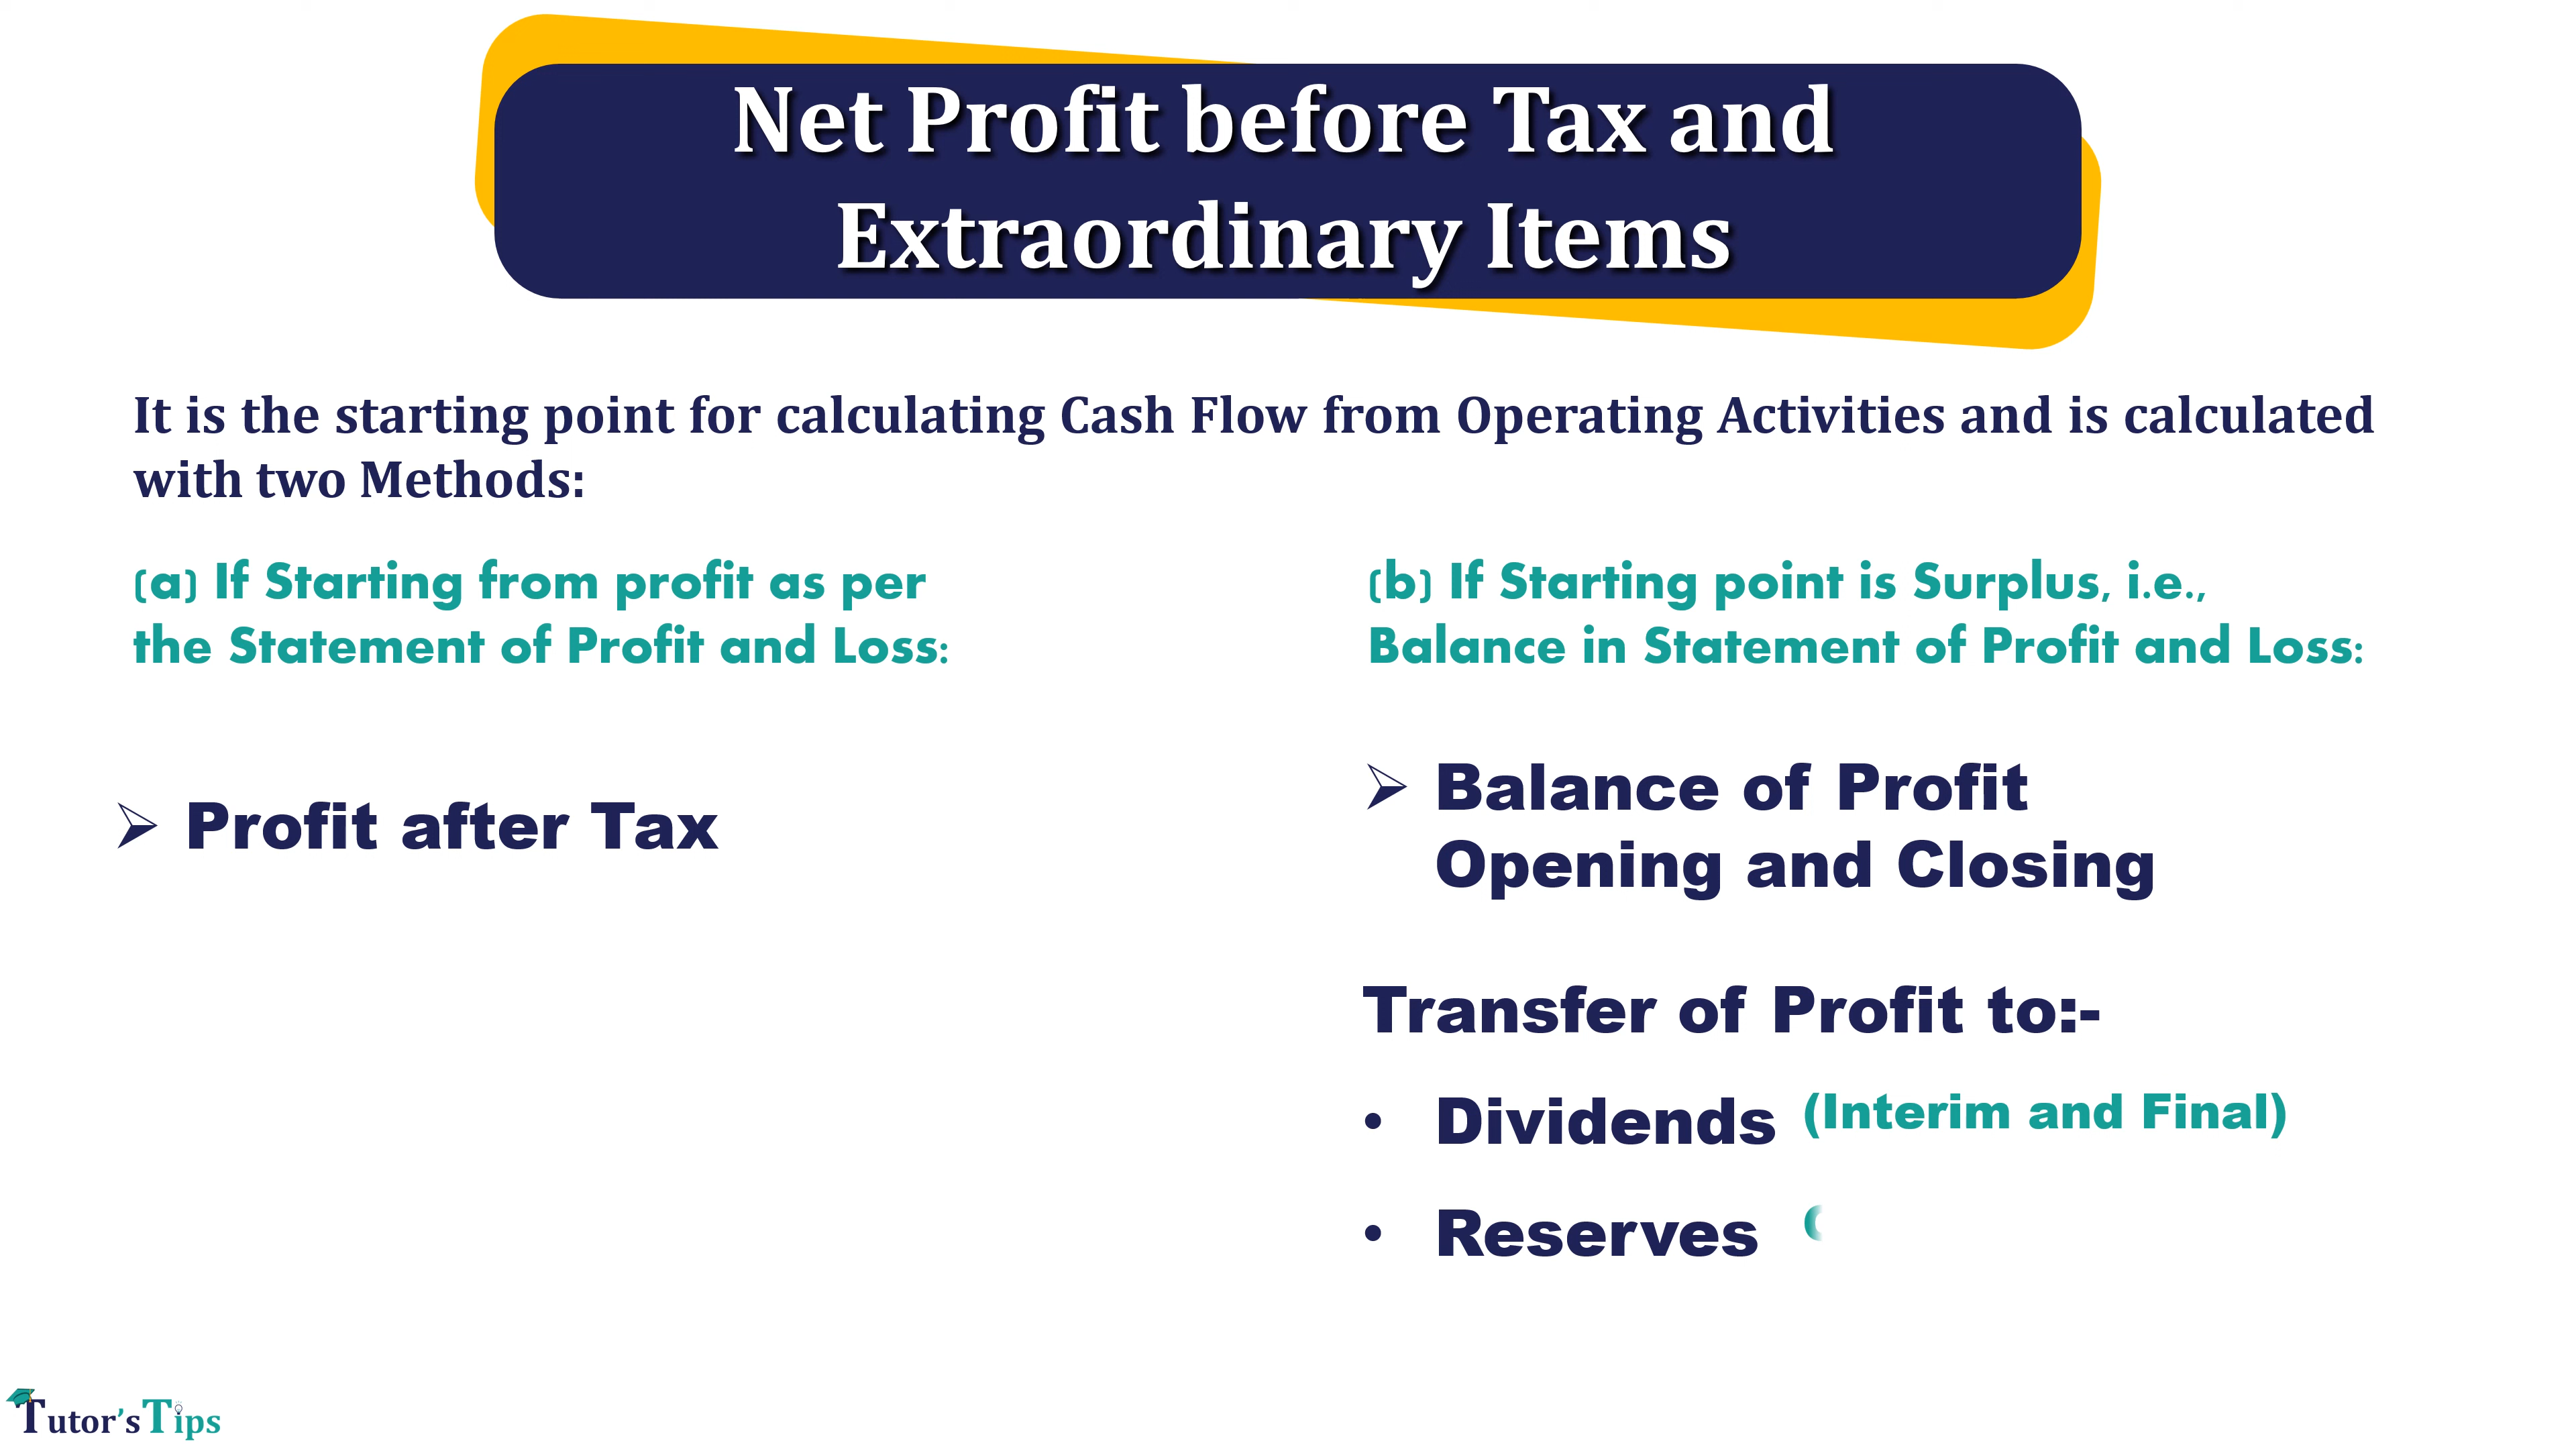 Net Profit before Tax and
Extraordinary Items
It is the starting point for calculating Cash Flow from Operating Activities and is calculated
with two Methods:
(a) If Starting from profit as per
the Statement of Profit and Loss:
➢ Profit after Tax
(b) If Starting point is Surplus, i.e.,
Balance in Statement of Profit and Loss:
➢ Balance of Profit
Opening and Closing
Transfer of Profit to:-
• Dividends (Interim and Final)
• Reserves
Tutor's Tips